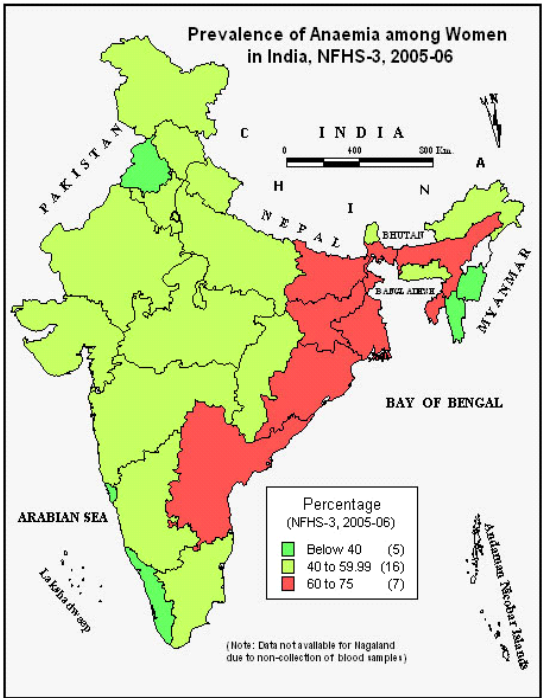 Prevalence of Anaemia among Women
in India, NFHS-3, 2005-06
I N D I A
0 400 800 Km.
N
PAKISTAN
C
H
I
N
A
NEPAL
BHUTAN
BANGLADESH
MYANMAR
BAY OF BENGAL
ARABIAN SEA
Lakshadweep
Andaman Nicobar Islands
Percentage
(NFHS-3, 2005-06)
Below 40 (5)
40 to 59.99 (16)
60 to 75 (7)
(Note: Data not available for Nagaland
due to non-collection of blood samples)